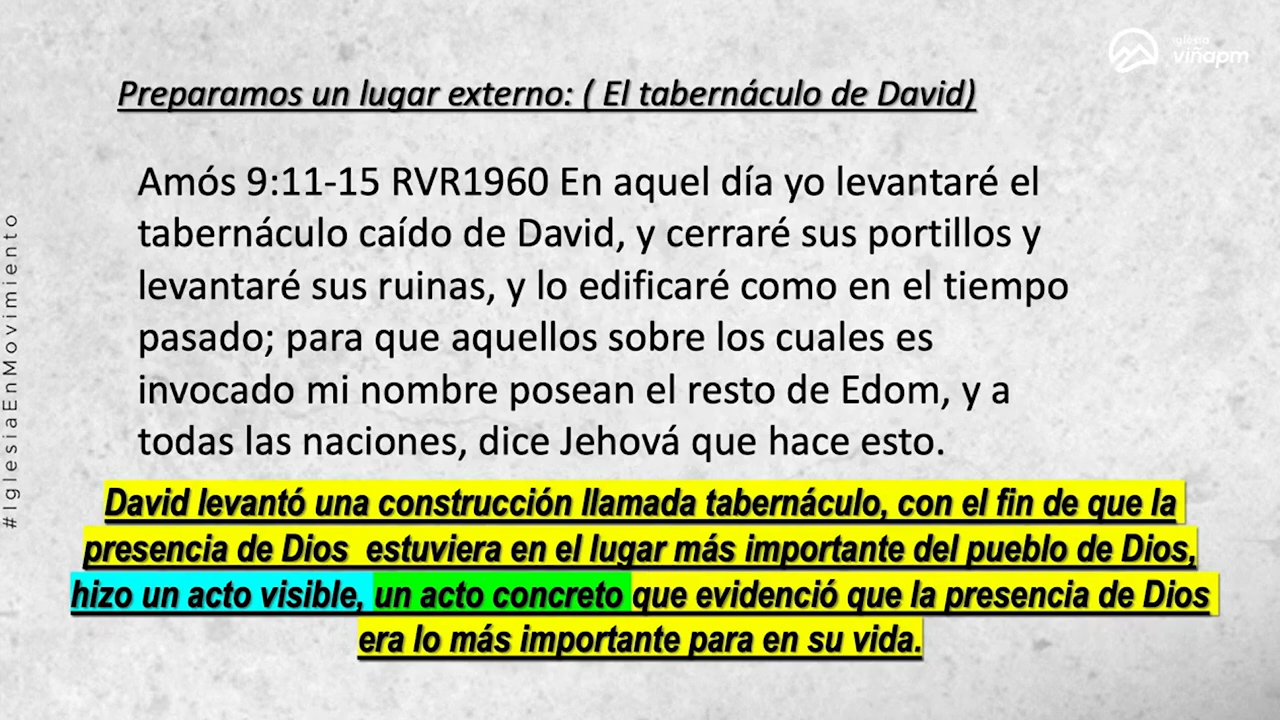 iglesia
viñapm
Preparamos un lugar externo: ( El tabernáculo de David)
Amós 9:11-15 RVR1960 En aquel día yo levantaré el
tabernáculo caído de David, y cerraré sus portillos y
levantaré sus ruinas, y lo edificaré como en el tiempo
pasado; para que aquellos sobre los cuales es
invocado mi nombre posean el resto de Edom, y a
todas las naciones, dice Jehová que hace esto.
David levantó una construcción llamada tabernáculo, con el fin de que la
presencia de Dios  estuviera en el lugar más importante del pueblo de Dios,
hizo un acto visible, un acto concreto que evidenció que la presencia de Dios
era lo más importante para en su vida.
#IglesiaEnMovimiento